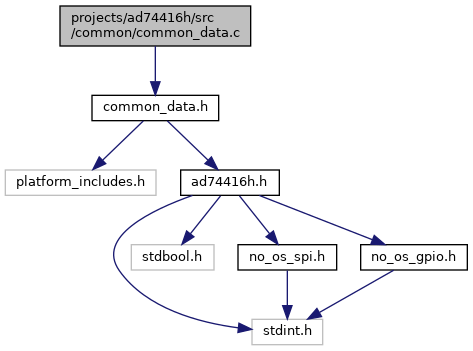 projects/ad74416h/src
/common/common_data.c
common_data.h
platform_includes.h
ad74416h.h
stdbool.h
no_os_spi.h
no_os_gpio.h
stdint.h